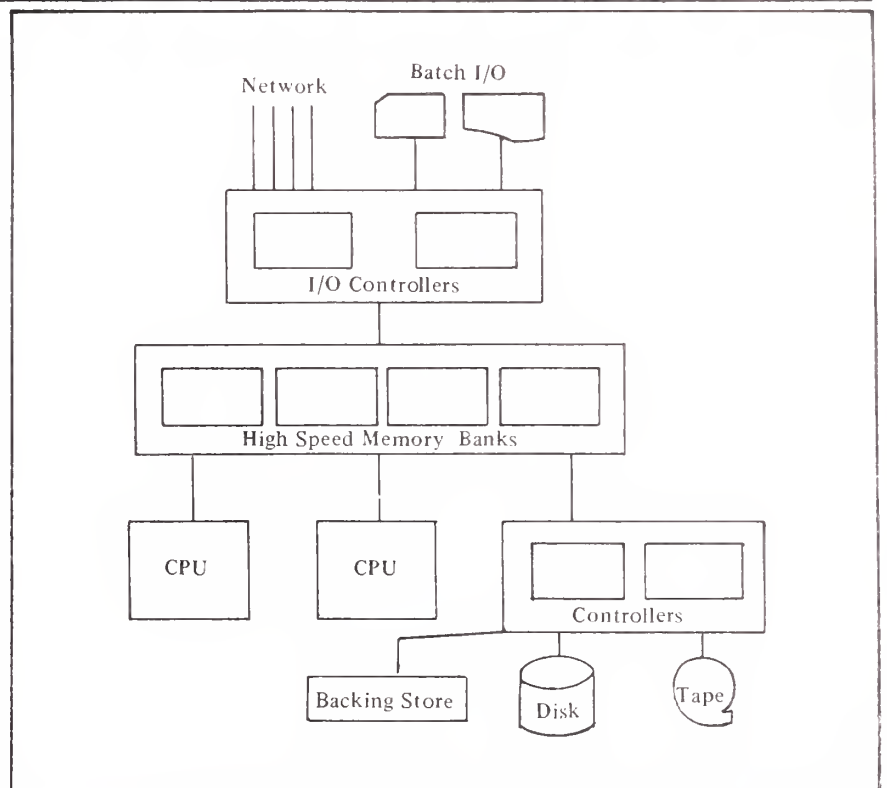 Network
Batch I/O
I/O Controllers
High Speed Memory Banks
CPU
CPU
Controllers
Backing Store
Disk
Tape